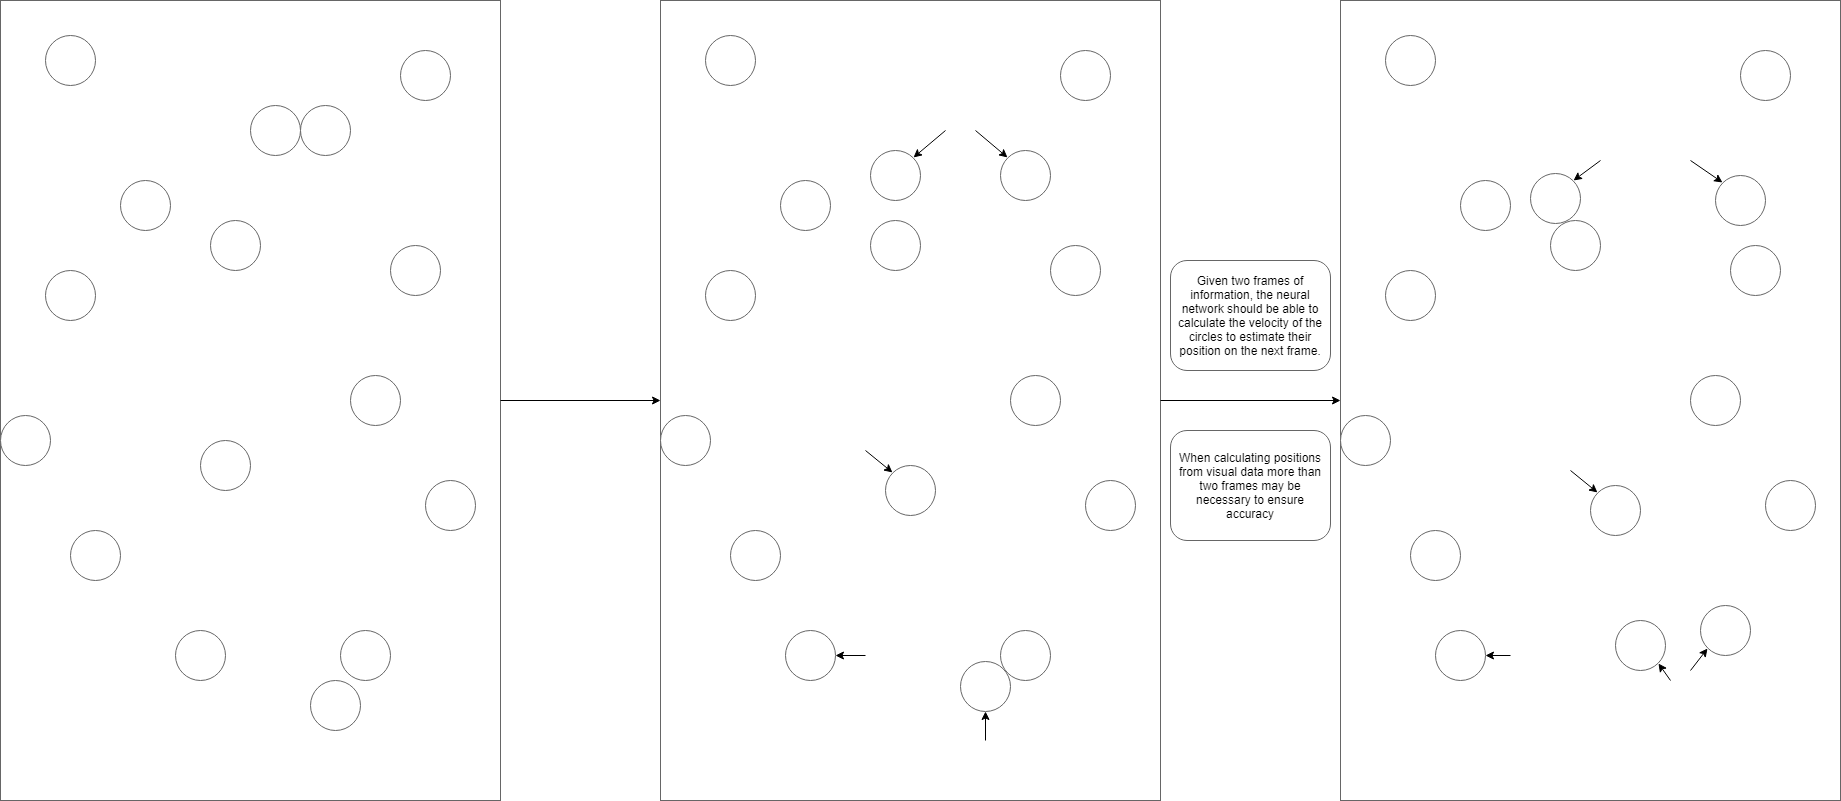 Given two frames of
information, the neural
network should be able to
calculate the velocity of the
circles to estimate their
position on the next frame.
When calculating positions
from visual data more than
two frames may be
necessary to ensure
accuracy